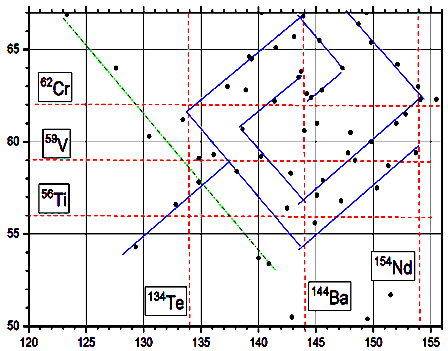 65
⁶²Cr
60
⁵⁹V
⁵⁶Ti
55
¹⁵⁴Nd
¹³⁴Te
¹⁴⁴Ba
50
120 125 130 135 140 145 150 155